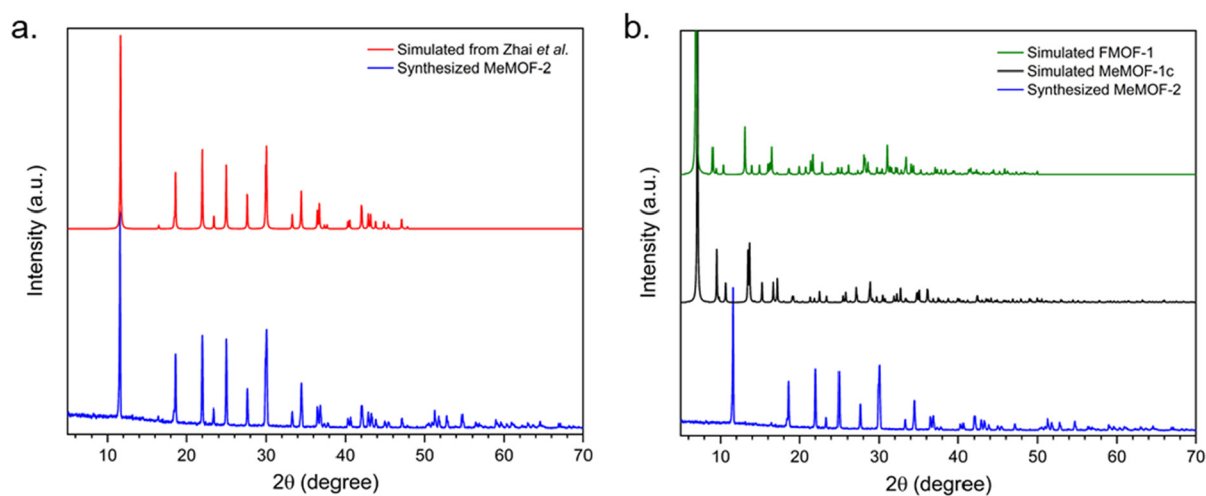 a.
Simulated from Zhai et al.
Synthesized MeMOF-2
Intensity (a.u.)
10 20 30 40 50 60 70
2θ (degree)
b.
Simulated FMOF-1
Simulated MeMOF-1c
Synthesized MeMOF-2
Intensity (a.u.)
10 20 30 40 50 60 70
2θ (degree)